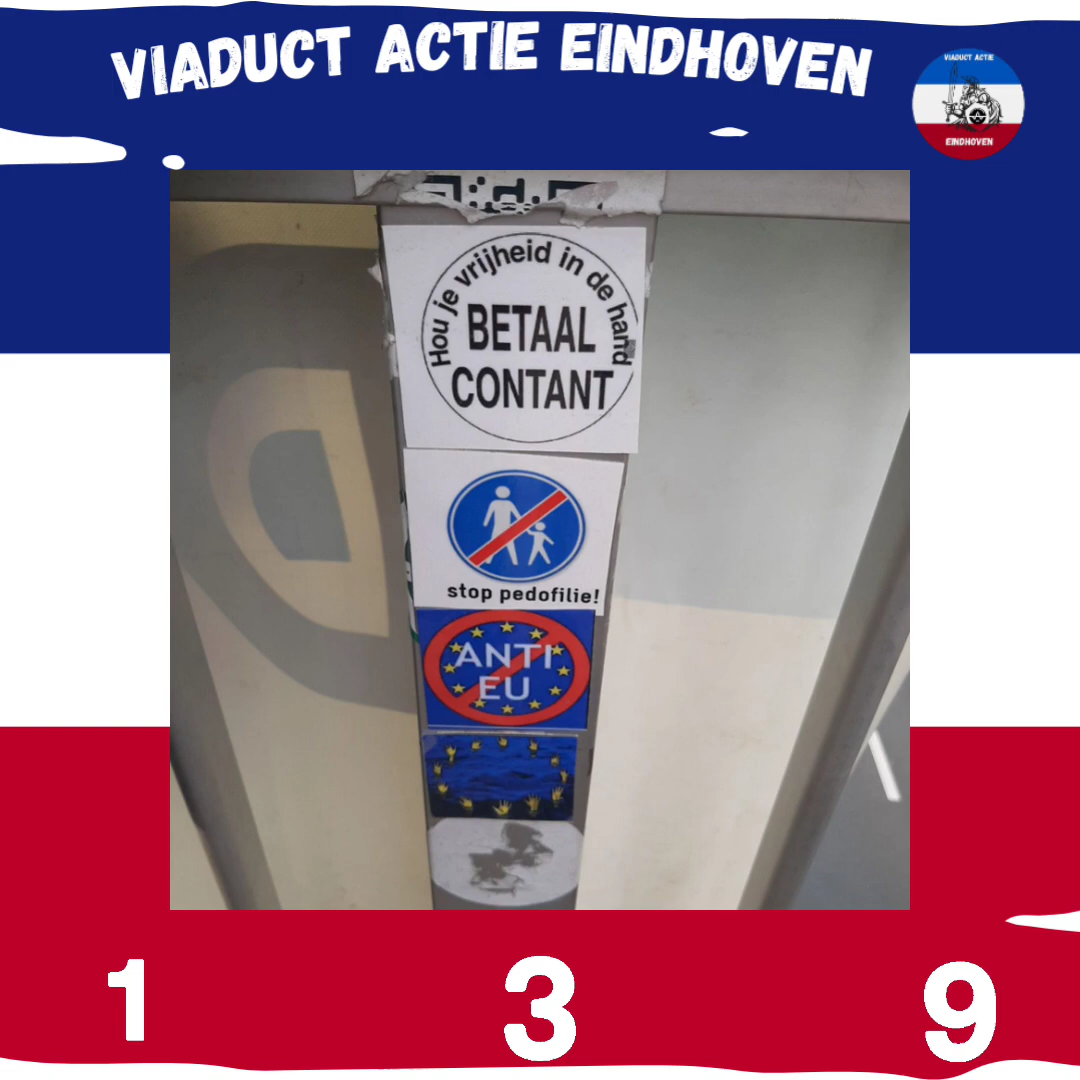 VIADUCT ACTIE EINDHOVEN
VIADUCT ACTIE
EINDHOVEN
Hou je vrijheid in de hand
BETAAL
CONTANT
stop pedofilie!
ANTI
EU
1 3 9